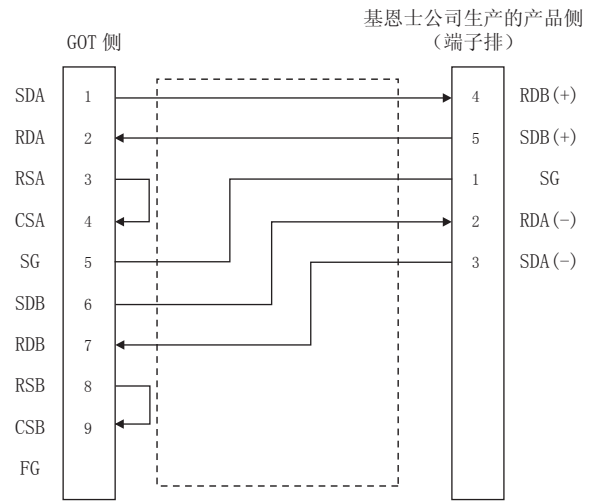 基恩士公司生产的产品侧
GOT 侧 （端子排）
SDA 1 4 RDB(+)
RDA 2 5 SDB(+)
RSA 3 1 SG
CSA 4 2 RDA(-)
SG 5 3 SDA(-)
SDB 6
RDB 7
RSB 8
CSB 9
FG